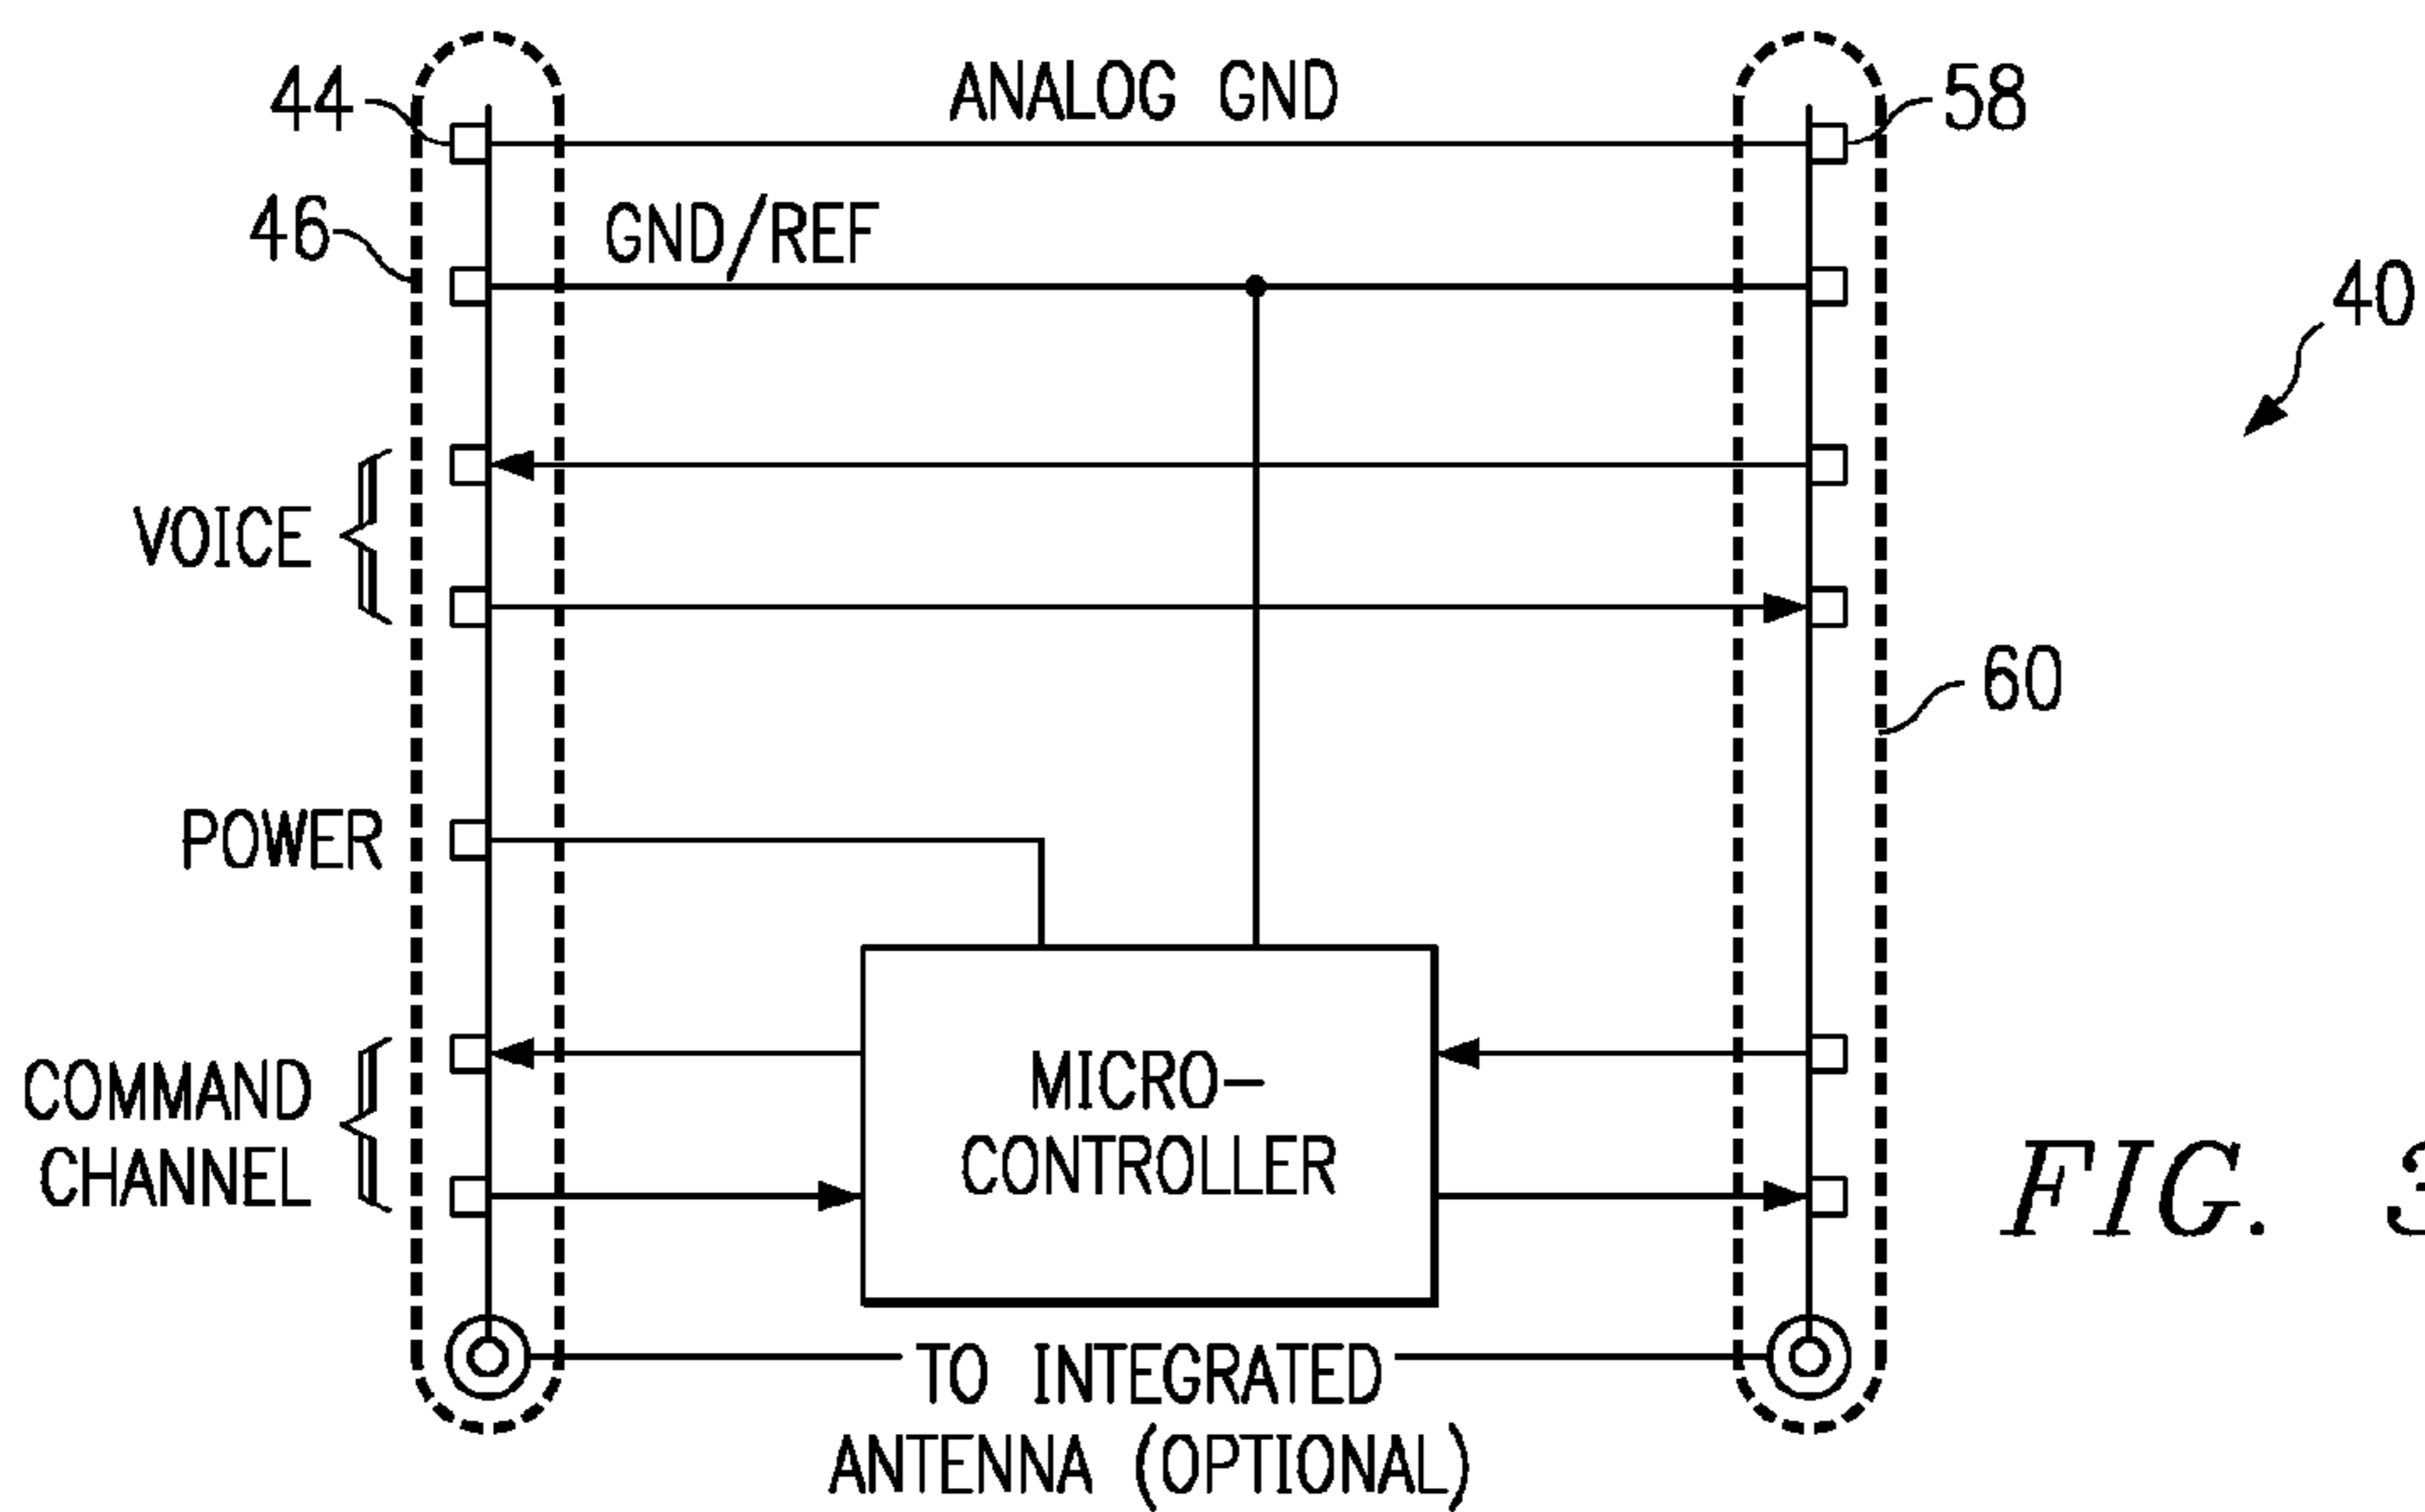 ANALOG GND
44
58
46
GND/REF
40
VOICE
60
POWER
COMMAND
CHANNEL
MICRO-
CONTROLLER
FIG. 3
TO INTEGRATED
ANTENNA (OPTIONAL)